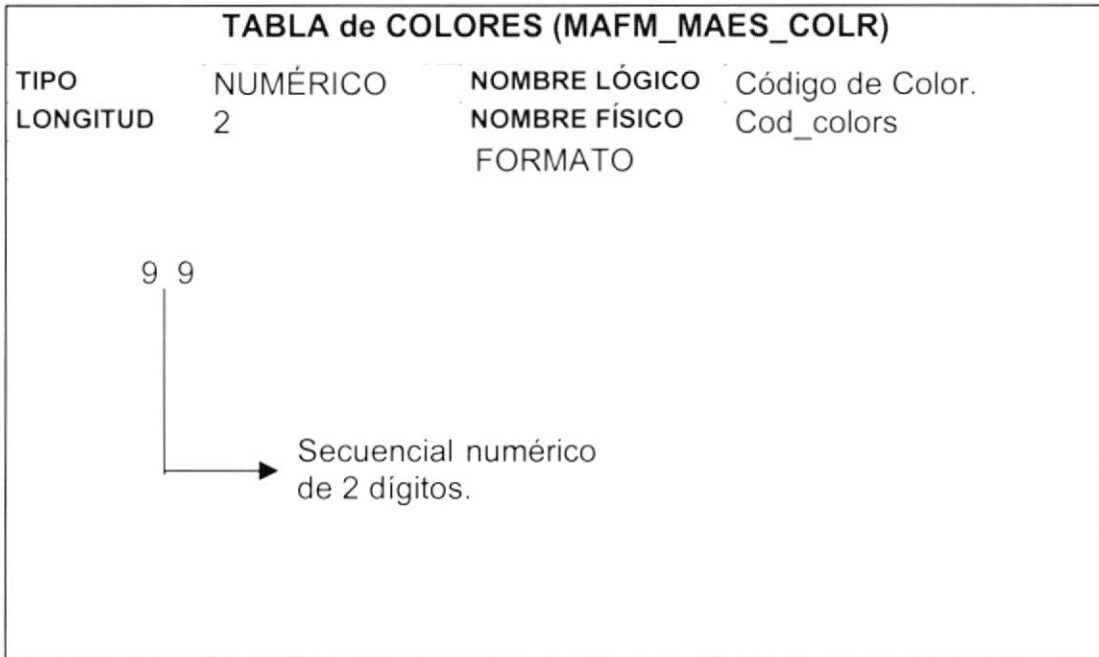 TABLA de COLORES (MAFM_MAES_COLR)
TIPO NUMÉRICO NOMBRE LÓGICO Código de Color.
LONGITUD 2 NOMBRE FÍSICO Cod_colors
FORMATO
9 9
Secuencial numérico
de 2 dígitos.